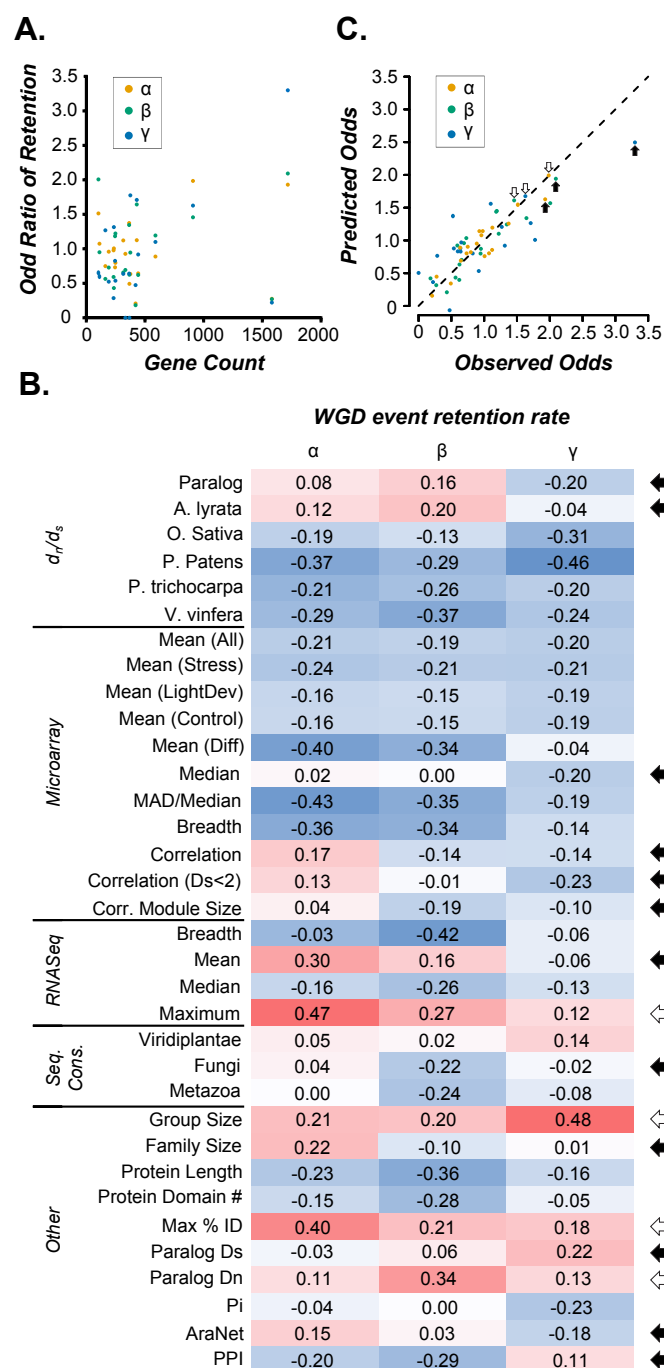 A.
Odd Ratio of Retention
3.5
3.0
2.5
2.0
1.5
1.0
0.5
0
α
β
γ
0 500 1000 1500 2000
Gene Count
C.
Predicted Odds
3.5
3.0
2.5
2.0
1.5
1.0
0.5
0
α
β
γ
0 0.5 1.0 1.5 2.0 2.5 3.0 3.5
Observed Odds
B.
WGD event retention rate
α β γ
dn/ds
Paralog 0.08 0.16 -0.20
A. lyrata 0.12 0.20 -0.04
O. Sativa -0.19 -0.13 -0.31
P. Patens -0.37 -0.29 -0.46
P. trichocarpa -0.21 -0.26 -0.20
V. vinfera -0.29 -0.37 -0.24
Microarray
Mean (All) -0.21 -0.19 -0.20
Mean (Stress) -0.24 -0.21 -0.21
Mean (LightDev) -0.16 -0.15 -0.19
Mean (Control) -0.16 -0.15 -0.19
Mean (Diff) -0.40 -0.34 -0.04
Median 0.02 0.00 -0.20
MAD/Median -0.43 -0.35 -0.19
Breadth -0.36 -0.34 -0.14
Correlation 0.17 -0.14 -0.14
Correlation (Ds<2) 0.13 -0.01 -0.23
Corr. Module Size 0.04 -0.19 -0.10
RNASeq
Breadth -0.03 -0.42 -0.06
Mean 0.30 0.16 -0.06
Median -0.16 -0.26 -0.13
Maximum 0.47 0.27 0.12
Seq.
Cons.
Viridiplantae 0.05 0.02 0.14
Fungi 0.04 -0.22 -0.02
Metazoa 0.00 -0.24 -0.08
Other
Group Size 0.21 0.20 0.48
Family Size 0.22 -0.10 0.01
Protein Length -0.23 -0.36 -0.16
Protein Domain # -0.15 -0.28 -0.05
Max % ID 0.40 0.21 0.18
Paralog Ds -0.03 0.06 0.22
Paralog Dn 0.11 0.34 0.13
Pi -0.04 0.00 -0.23
AraNet 0.15 0.03 -0.18
PPI -0.20 -0.29 0.11